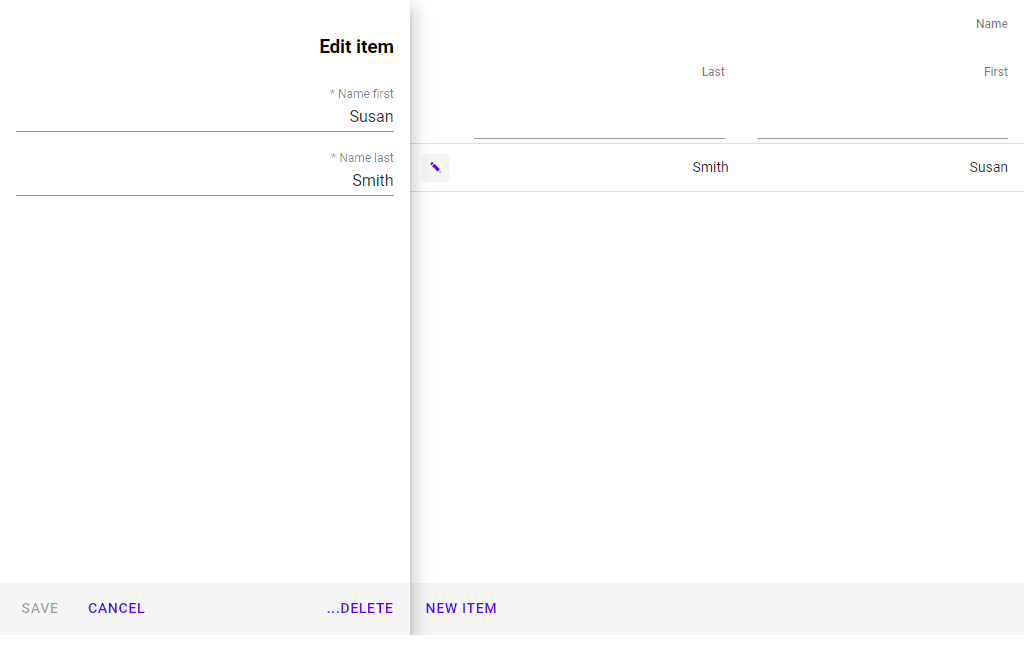 Edit item
* Name first
Susan
* Name last
Smith
SAVE CANCEL ...DELETE
Name
Last First
Smith Susan
NEW ITEM